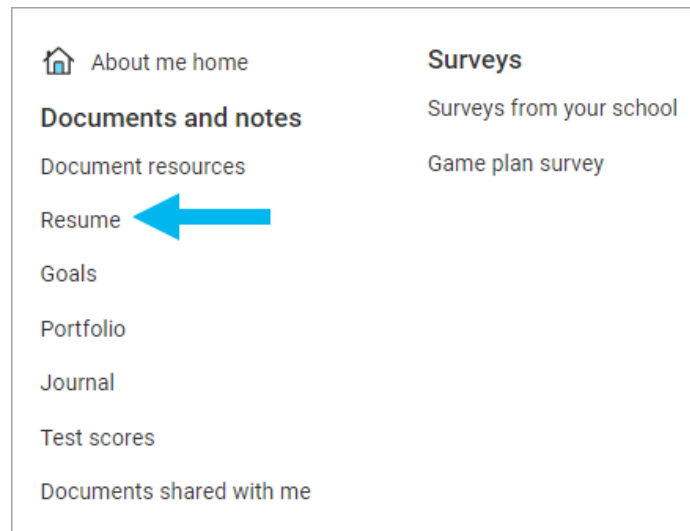 About me home
Documents and notes
Document resources
Resume
Goals
Portfolio
Journal
Test scores
Documents shared with me
Surveys
Surveys from your school
Game plan survey